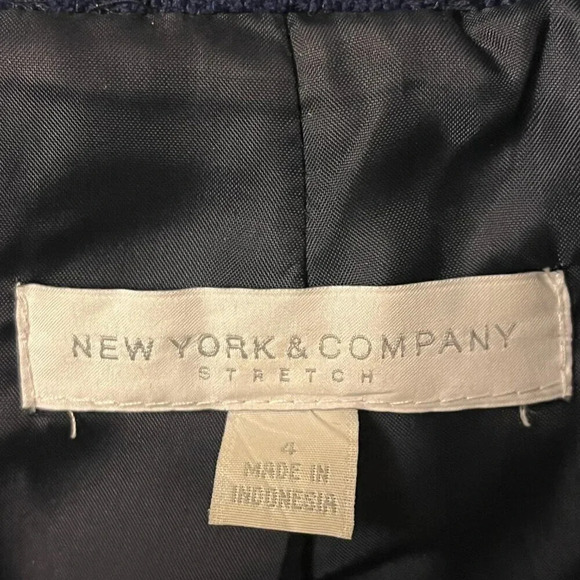 NEW YORK & COMPANY
STRETCH
4
MADE IN
INDONESIA